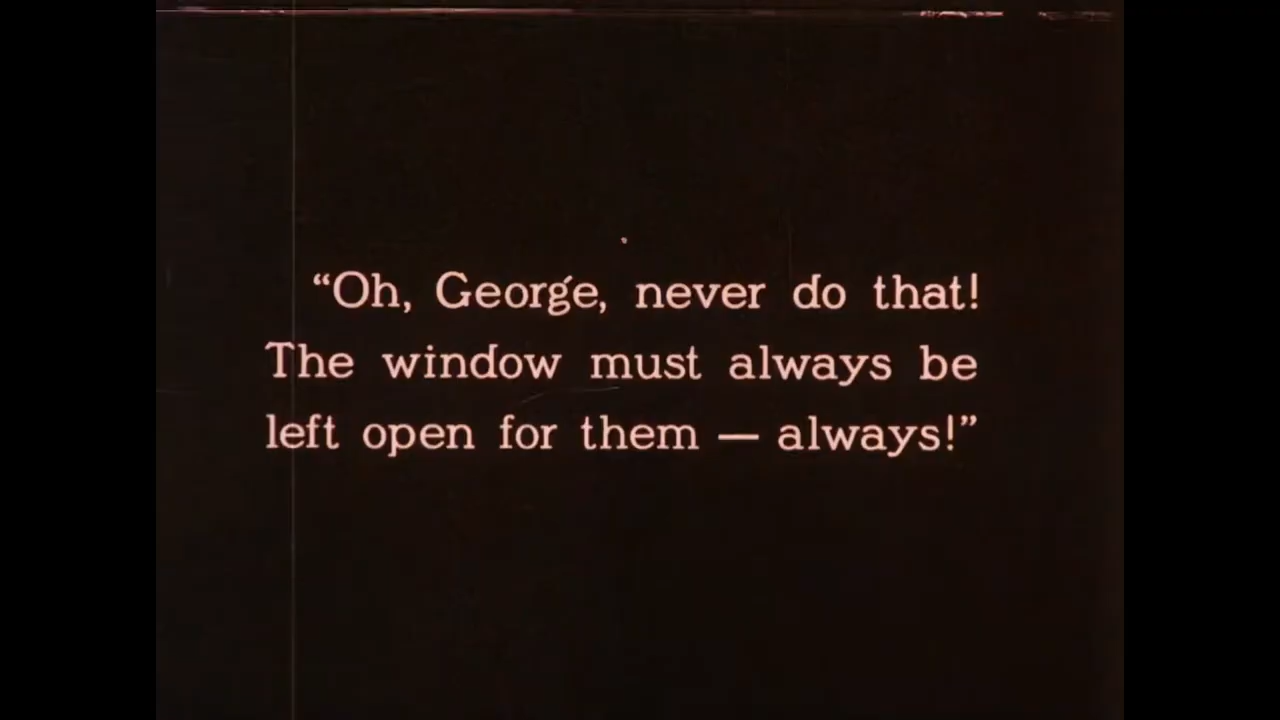 “Oh, George, never do that!
The window must always be
left open for them — always!”